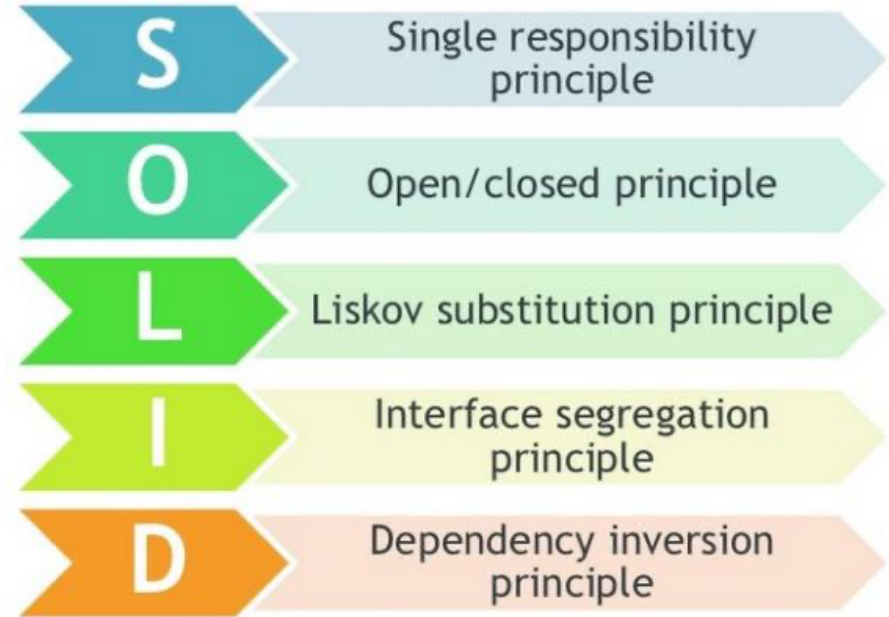 S
Single responsibility
principle
O
Open/closed principle
L
Liskov substitution principle
I
Interface segregation
principle
D
Dependency inversion
principle